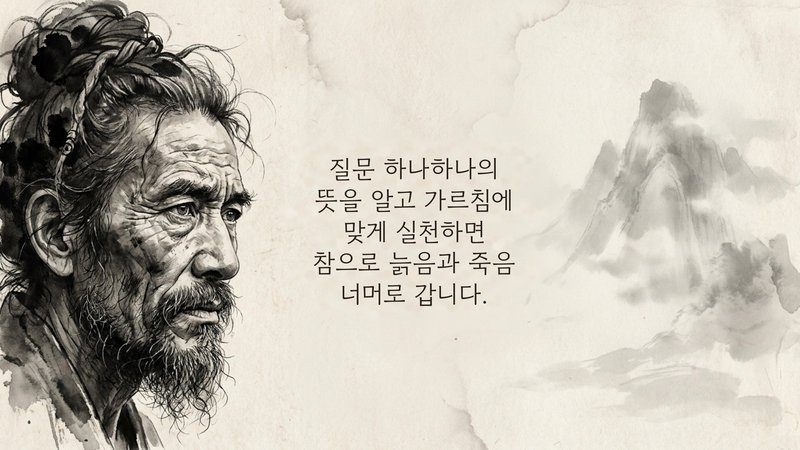 질문 하나하나의
뜻을 알고 가르침에
맞게 실천하면
참으로 늙음과 죽음
너머로 갑니다.